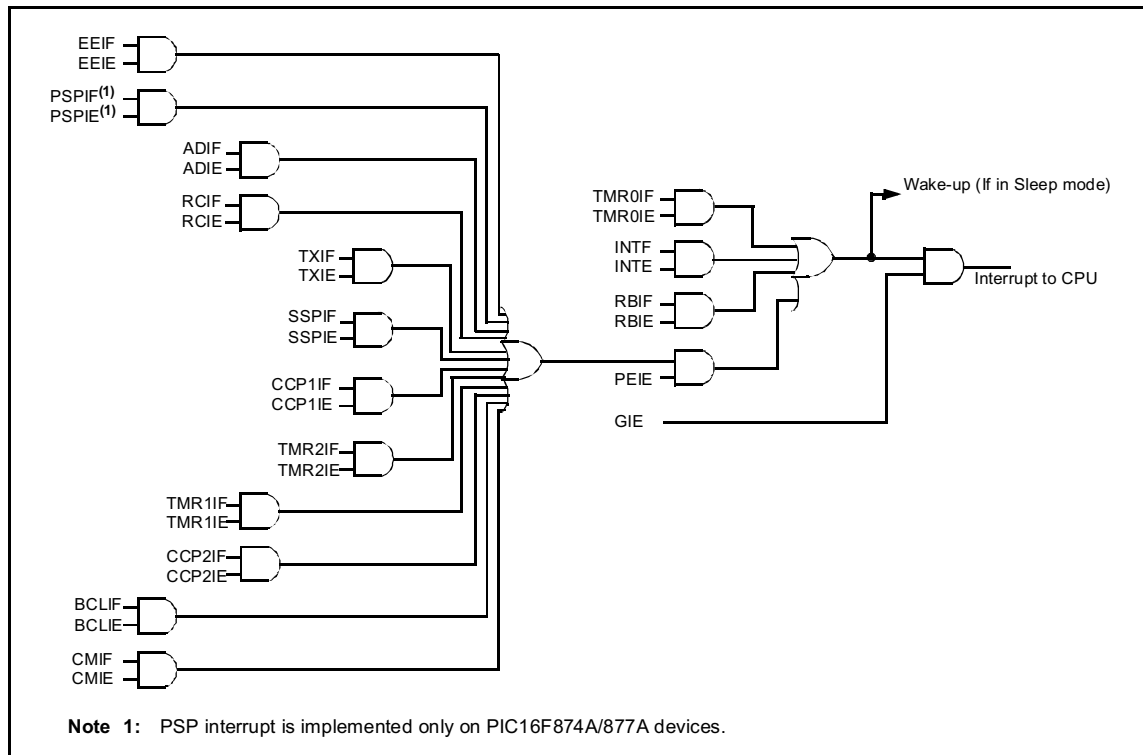 EEIF
EEIE
PSPIF(1)
PSPIE(1)
ADIF
ADIE
RCIF
RCIE
TXIF
TXIE
SSPIF
SSPIE
CCP1IF
CCP1IE
TMR2IF
TMR2IE
TMR1IF
TMR1IE
CCP2IF
CCP2IE
BCLIF
BCLIE
CMIF
CMIE
TMR0IF
TMR0IE
INTF
INTE
RBIF
RBIE
PEIE
GIE
Wake-up (If in Sleep mode)
Interrupt to CPU
Note 1: PSP interrupt is implemented only on PIC16F874A/877A devices.